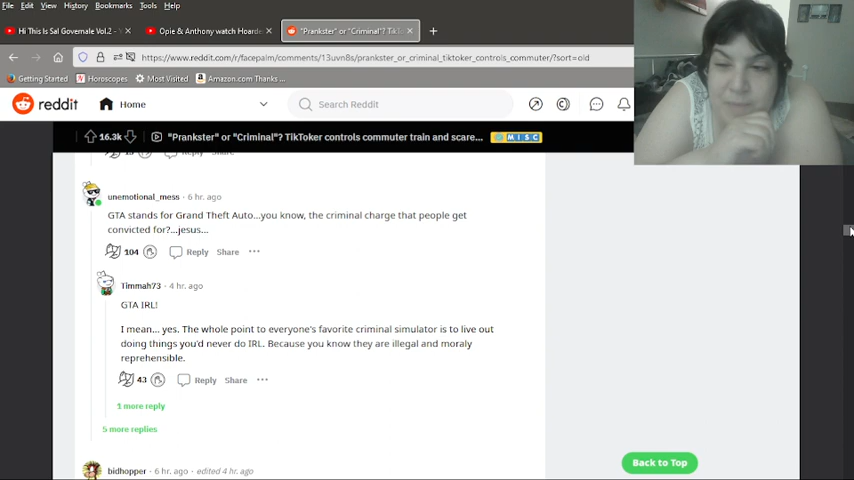 File Edit View History Bookmarks Tools Help
Hi This Is Sal Governale Vol.2 - Y
Opie & Anthony watch Hoarde
"Prankster" or "Criminal"? TikT
https://www.reddit.com/r/facepalm/comments/13uvn8s/prankster_or_criminal_tiktoker_controls_commuter/?sort=old
Getting Started Horoscopes Most Visited Amazon.com Thanks ...
reddit Home Search Reddit
16.3k "Prankster" or "Criminal"? TikToker controls commuter train and scare... MISC
Reply Share
unemotional_mess · 6 hr. ago
GTA stands for Grand Theft Auto...you know, the criminal charge that people get
convicted for?...jesus...
104 Reply Share ...
Timmah73 · 4 hr. ago
GTA IRL!
I mean... yes. The whole point to everyone's favorite criminal simulator is to live out
doing things you'd never do IRL. Because you know they are illegal and moraly
reprehensible.
43 Reply Share ...
1 more reply
5 more replies
bidhopper · 6 hr. ago · edited 4 hr. ago
Back to Top